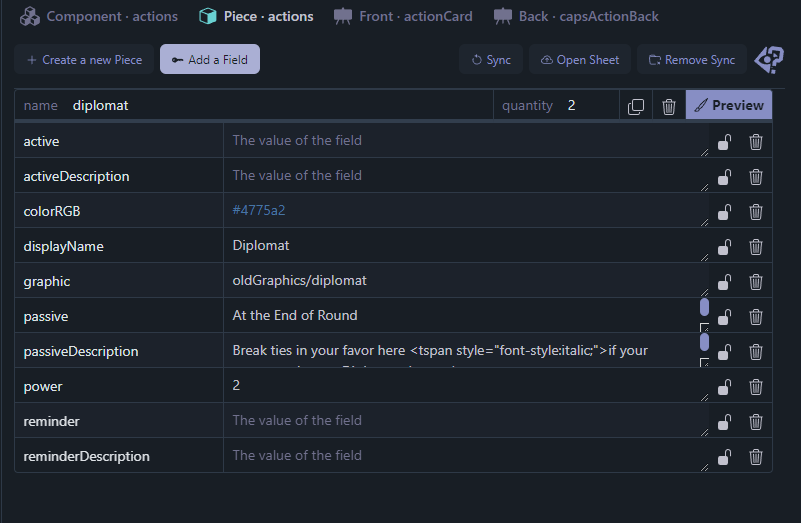 Component · actions Piece · actions Front · actionCard Back · capsActionBack
+ Create a new Piece Add a Field Sync Open Sheet Remove Sync
name diplomat quantity 2 Preview
active The value of the field
activeDescription The value of the field
colorRGB #4775a2
displayName Diplomat
graphic oldGraphics/diplomat
passive At the End of Round
passiveDescription Break ties in your favor here <tspan style="font-style:italic;">if your
power 2
reminder The value of the field
reminderDescription The value of the field